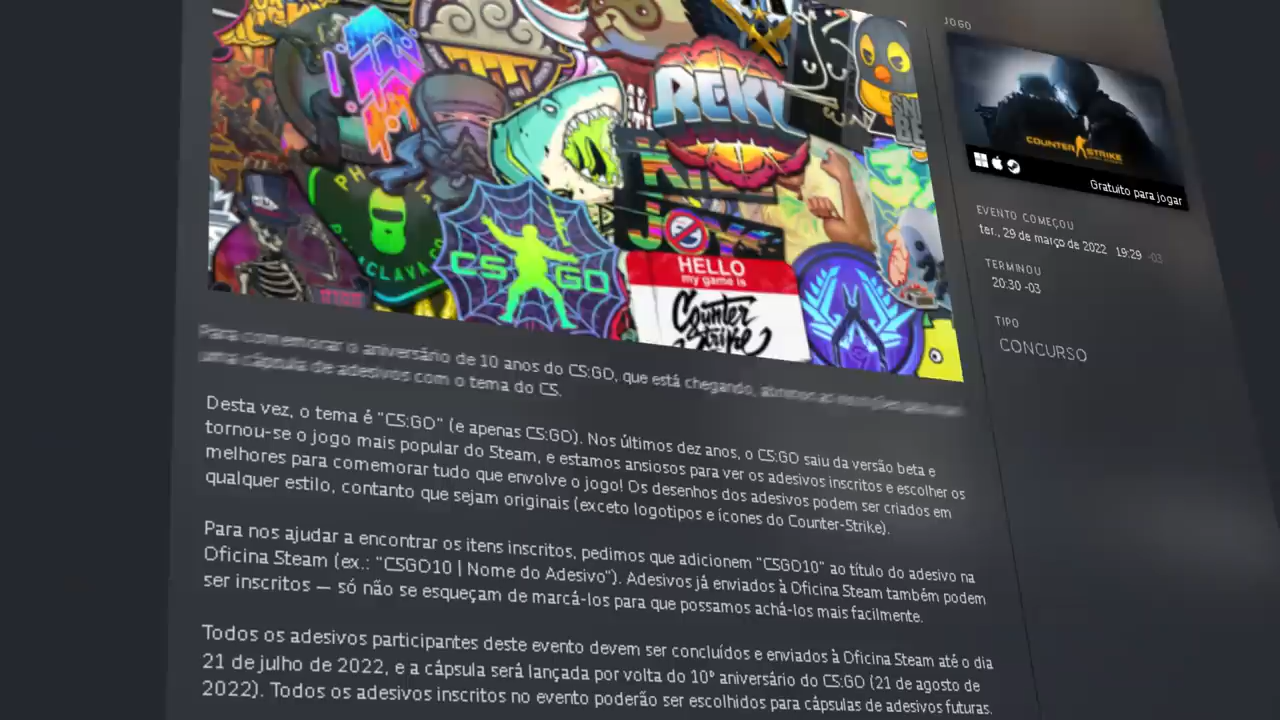 JOGO
REKT
CS GO
HELLO
my game is
Counter
Strike
COUNTER STRIKE
Gratuito para jogar
EVENTO COMEÇOU
ter., 29 de março de 2022 19:29 -03
TERMINOU
20:30 -03
TIPO
CONCURSO
Para comemorar o aniversário de 10 anos do CS:GO, que está chegando, abrimos as
uma cápsula de adesivos com o tema do CS.
Desta vez, o tema é "CS:GO" (e apenas CS:GO). Nos últimos dez anos, o CS:GO saiu da versão beta e
tornou-se o jogo mais popular do Steam, e estamos ansiosos para ver os adesivos inscritos e escolher os
melhores para comemorar tudo que envolve o jogo! Os desenhos dos adesivos podem ser criados em
qualquer estilo, contanto que sejam originais (exceto logotipos e ícones do Counter-Strike).
Para nos ajudar a encontrar os itens inscritos, pedimos que adicionem "CSGO10" ao título do adesivo na
Oficina Steam (ex.: "CSGO10 | Nome do Adesivo"). Adesivos já enviados à Oficina Steam também podem
ser inscritos — só não se esqueçam de marcá-los para que possamos achá-los mais facilmente.
Todos os adesivos participantes deste evento devem ser concluídos e enviados à Oficina Steam até o dia
21 de julho de 2022, e a cápsula será lançada por volta do 10º aniversário do CS:GO (21 de agosto de
2022). Todos os adesivos inscritos no evento poderão ser escolhidos para cápsulas de adesivos futuras.